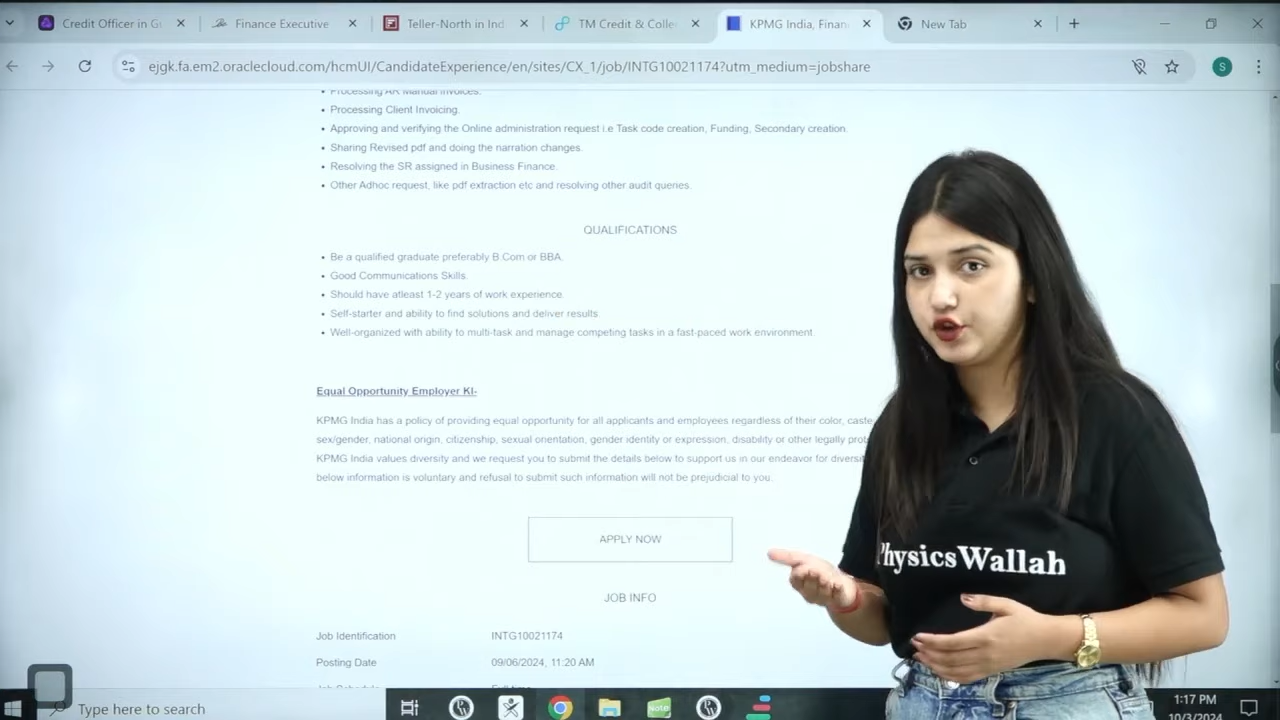 Credit Officer in Gu
Finance Executive
Teller-North in Ind
TM Credit & Colle
KPMG India, Finan
New Tab
ejgk.fa.em2.oraclecloud.com/hcmUI/CandidateExperience/en/sites/CX_1/job/INTG10021174?utm_medium=jobshare
S
Processing AR Manual Invoices.
Processing Client Invoicing.
Approving and verifying the Online administration request i.e Task code creation, Funding, Secondary creation.
Sharing Revised pdf and doing the narration changes.
Resolving the SR assigned in Business Finance.
Other Adhoc request, like pdf extraction etc and resolving other audit queries.
QUALIFICATIONS
Be a qualified graduate preferably B.Com or BBA.
Good Communications Skills.
Should have atleast 1-2 years of work experience
Self-starter and ability to find solutions and deliver results.
Well-organized with ability to multi-task and manage competing tasks in a fast-paced work environment.
Equal Opportunity Employer KI-
KPMG India has a policy of providing equal opportunity for all applicants and employees regardless of their color, caste
sex/gender, national origin, citizenship, sexual orientation, gender identity or expression, disability or other legally prot
KPMG India values diversity and we request you to submit the details below to support us in our endeavor for diversit
below information is voluntary and refusal to submit such information will not be prejudicial to you.
APPLY NOW
PhysicsWallah
JOB INFO
Job Identification INTG10021174
Posting Date 09/06/2024, 11:20 AM
Job Schedule Full time
Type here to search
1:17 PM
10/3/2024